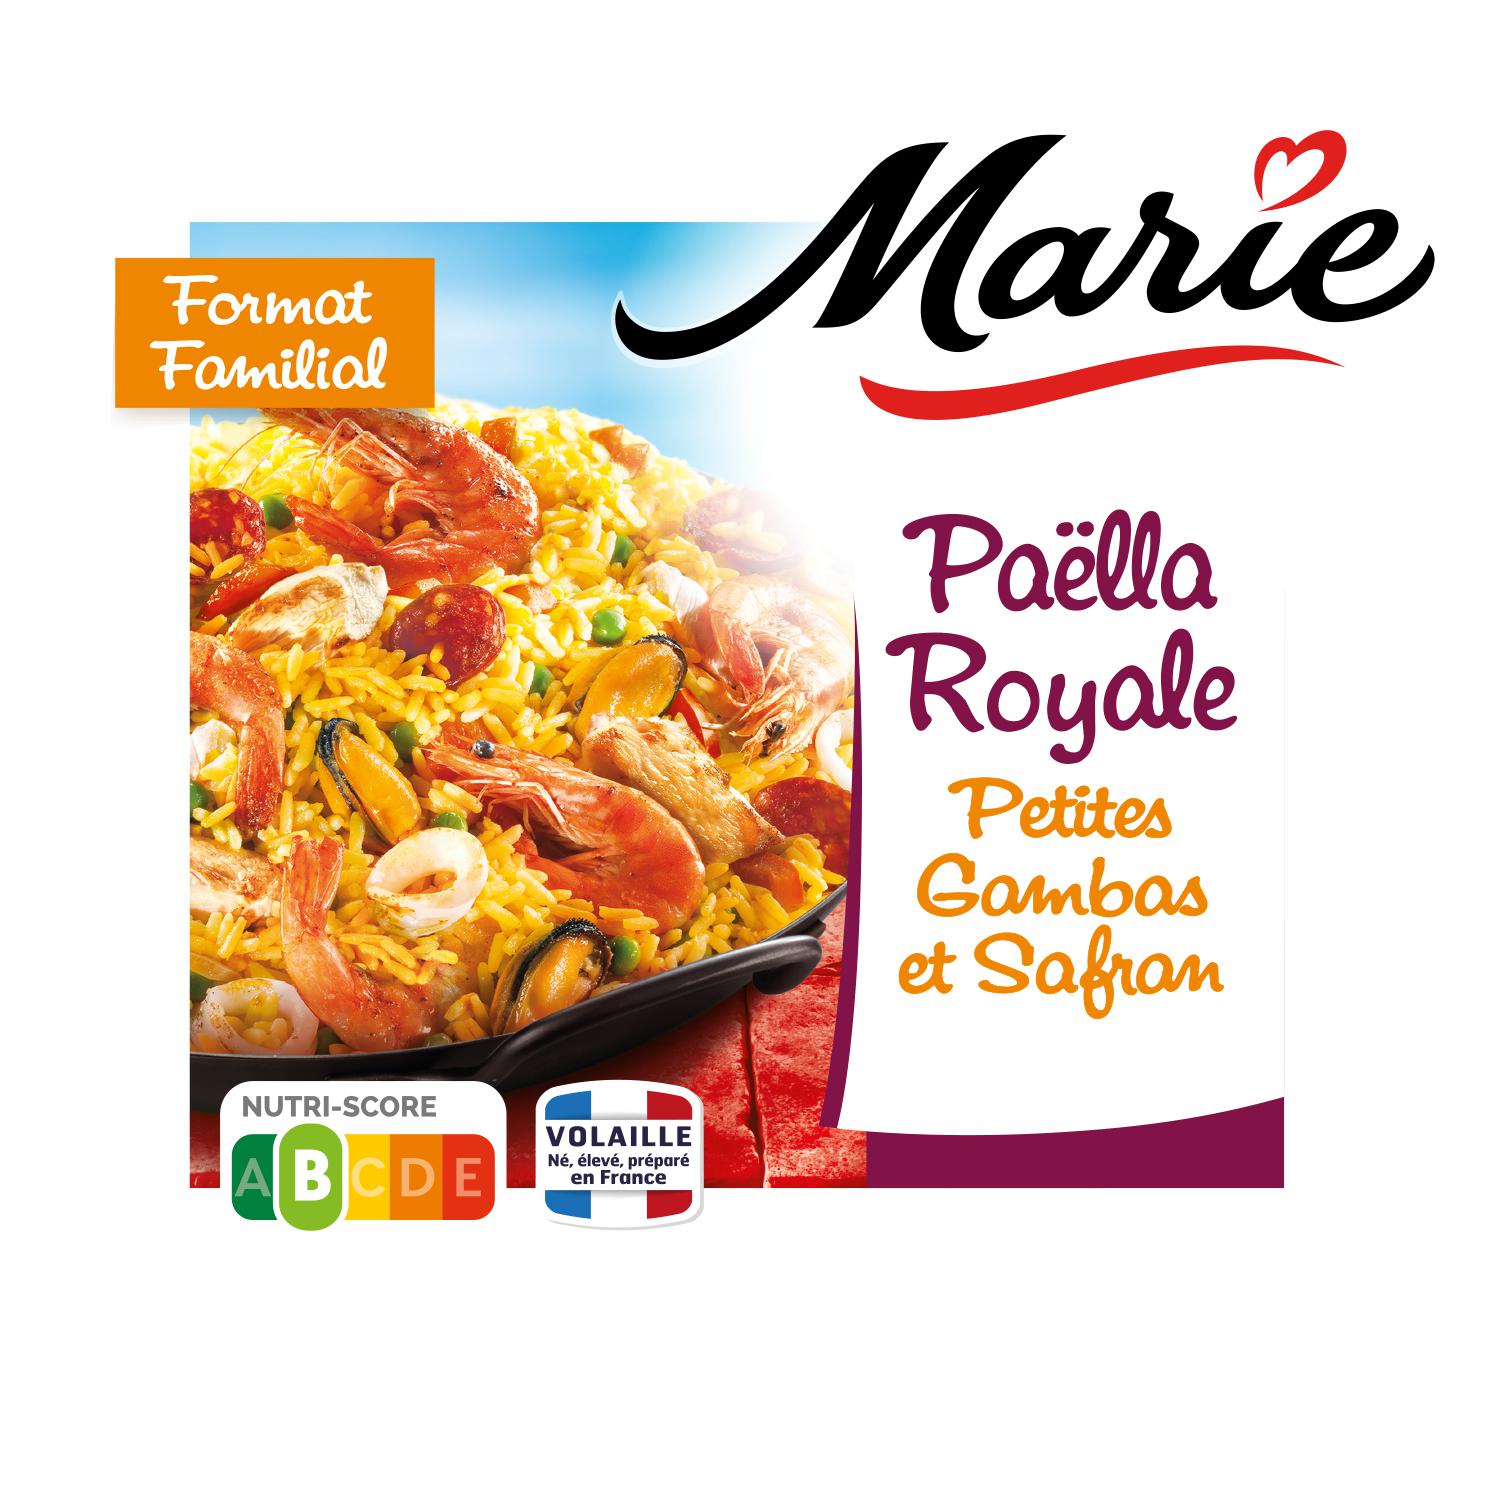 Marie
Format
Familial
Paëlla
Royale
Petites
Gambas
et Safran
NUTRI-SCORE
A B C D E
VOLAILLE
Né, élevé, préparé
en France